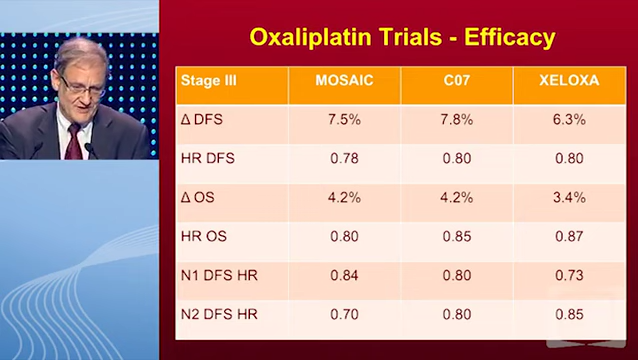 Oxaliplatin Trials - Efficacy
Stage III MOSAIC C07 XELOXA
Δ DFS 7.5% 7.8% 6.3%
HR DFS 0.78 0.80 0.80
Δ OS 4.2% 4.2% 3.4%
HR OS 0.80 0.85 0.87
N1 DFS HR 0.84 0.80 0.73
N2 DFS HR 0.70 0.80 0.85